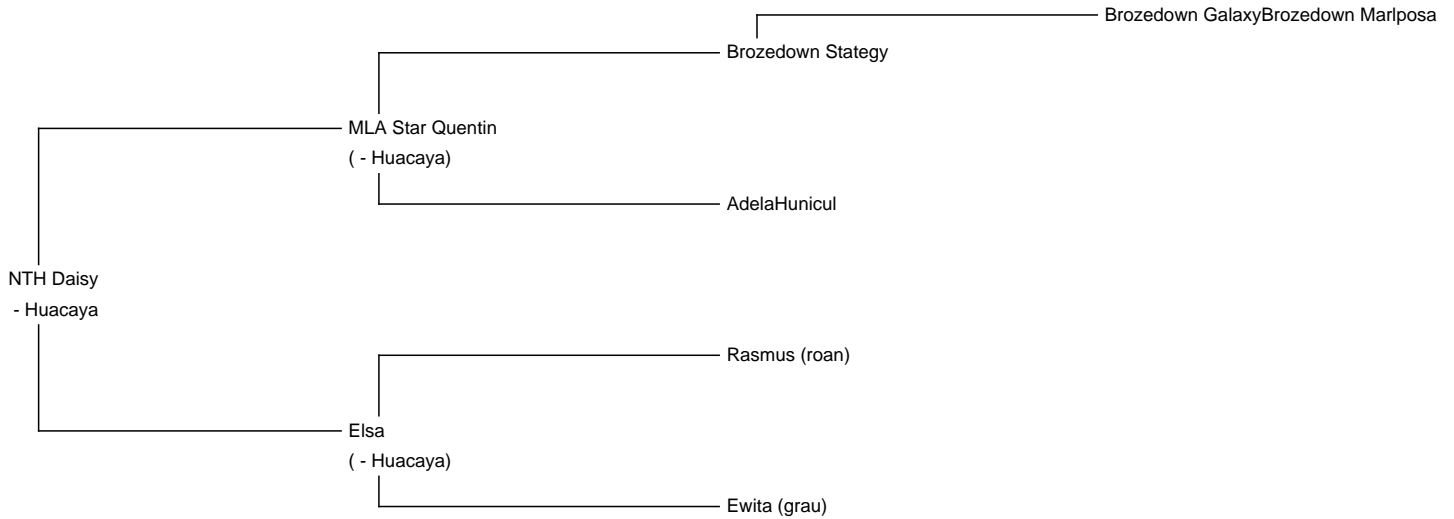 Brozedown GalaxyBrozedown Marlposa
Brozedown Stategy
MLA Star Quentin
( - Huacaya)
AdelaHunicul
NTH Daisy
- Huacaya
Rasmus (roan)
Elsa
( - Huacaya)
Ewita (grau)